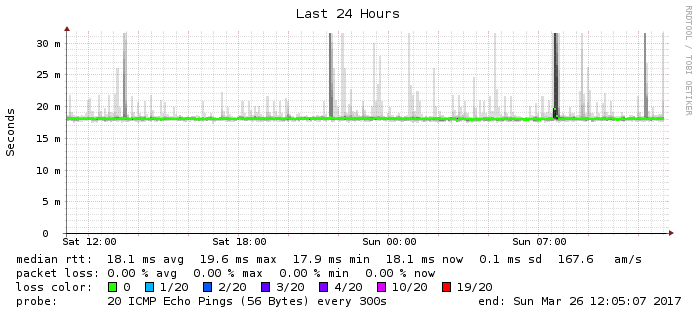 Last 24 Hours
RRDTOOL / TOBI OETIKER
Seconds
30 m
25 m
20 m
15 m
10 m
5 m
0
Sat 12:00 Sat 18:00 Sun 00:00 Sun 07:00
median rtt: 18.1 ms avg 19.6 ms max 17.9 ms min 18.1 ms now 0.1 ms sd 167.6 am/s
packet loss: 0.00 % avg 0.00 % max 0.00 % min 0.00 % now
loss color: 0 1/20 2/20 3/20 4/20 10/20 19/20
probe: 20 ICMP Echo Pings (56 Bytes) every 300s end: Sun Mar 26 12:05:07 2017